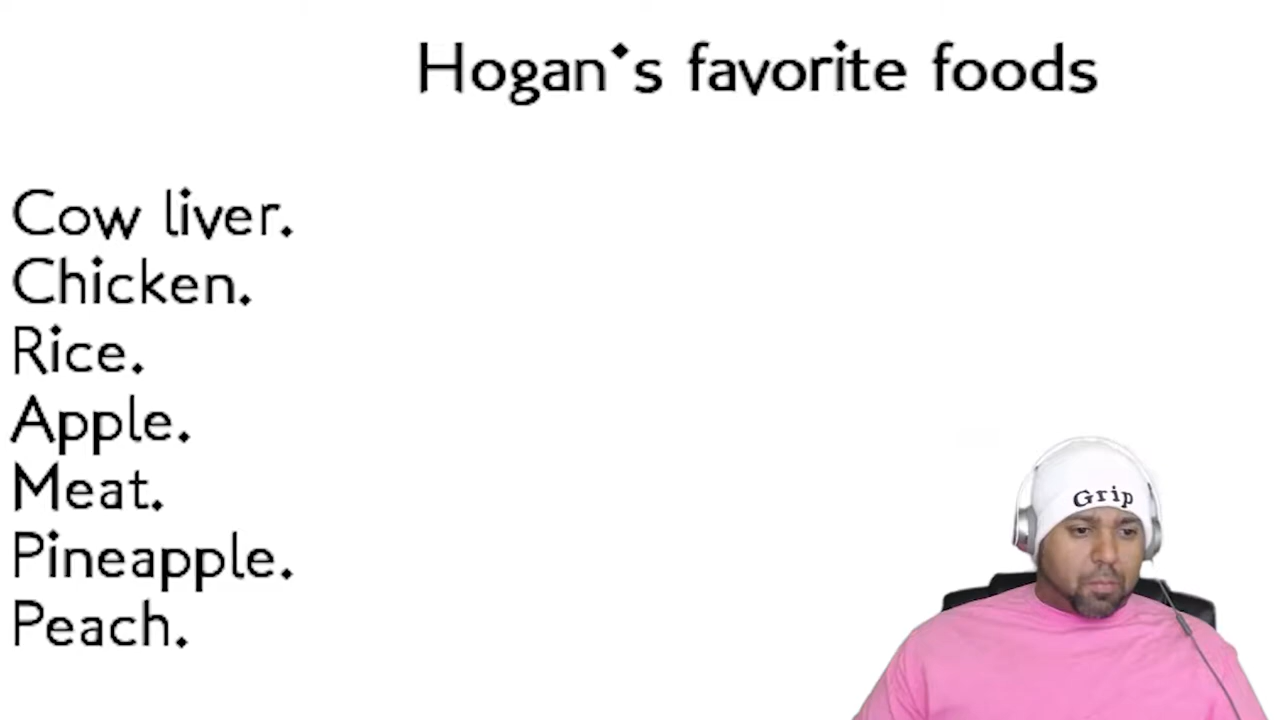 Hogan's favorite foods
Cow liver.
Chicken.
Rice.
Apple.
Meat.
Pineapple.
Peach.
Grip